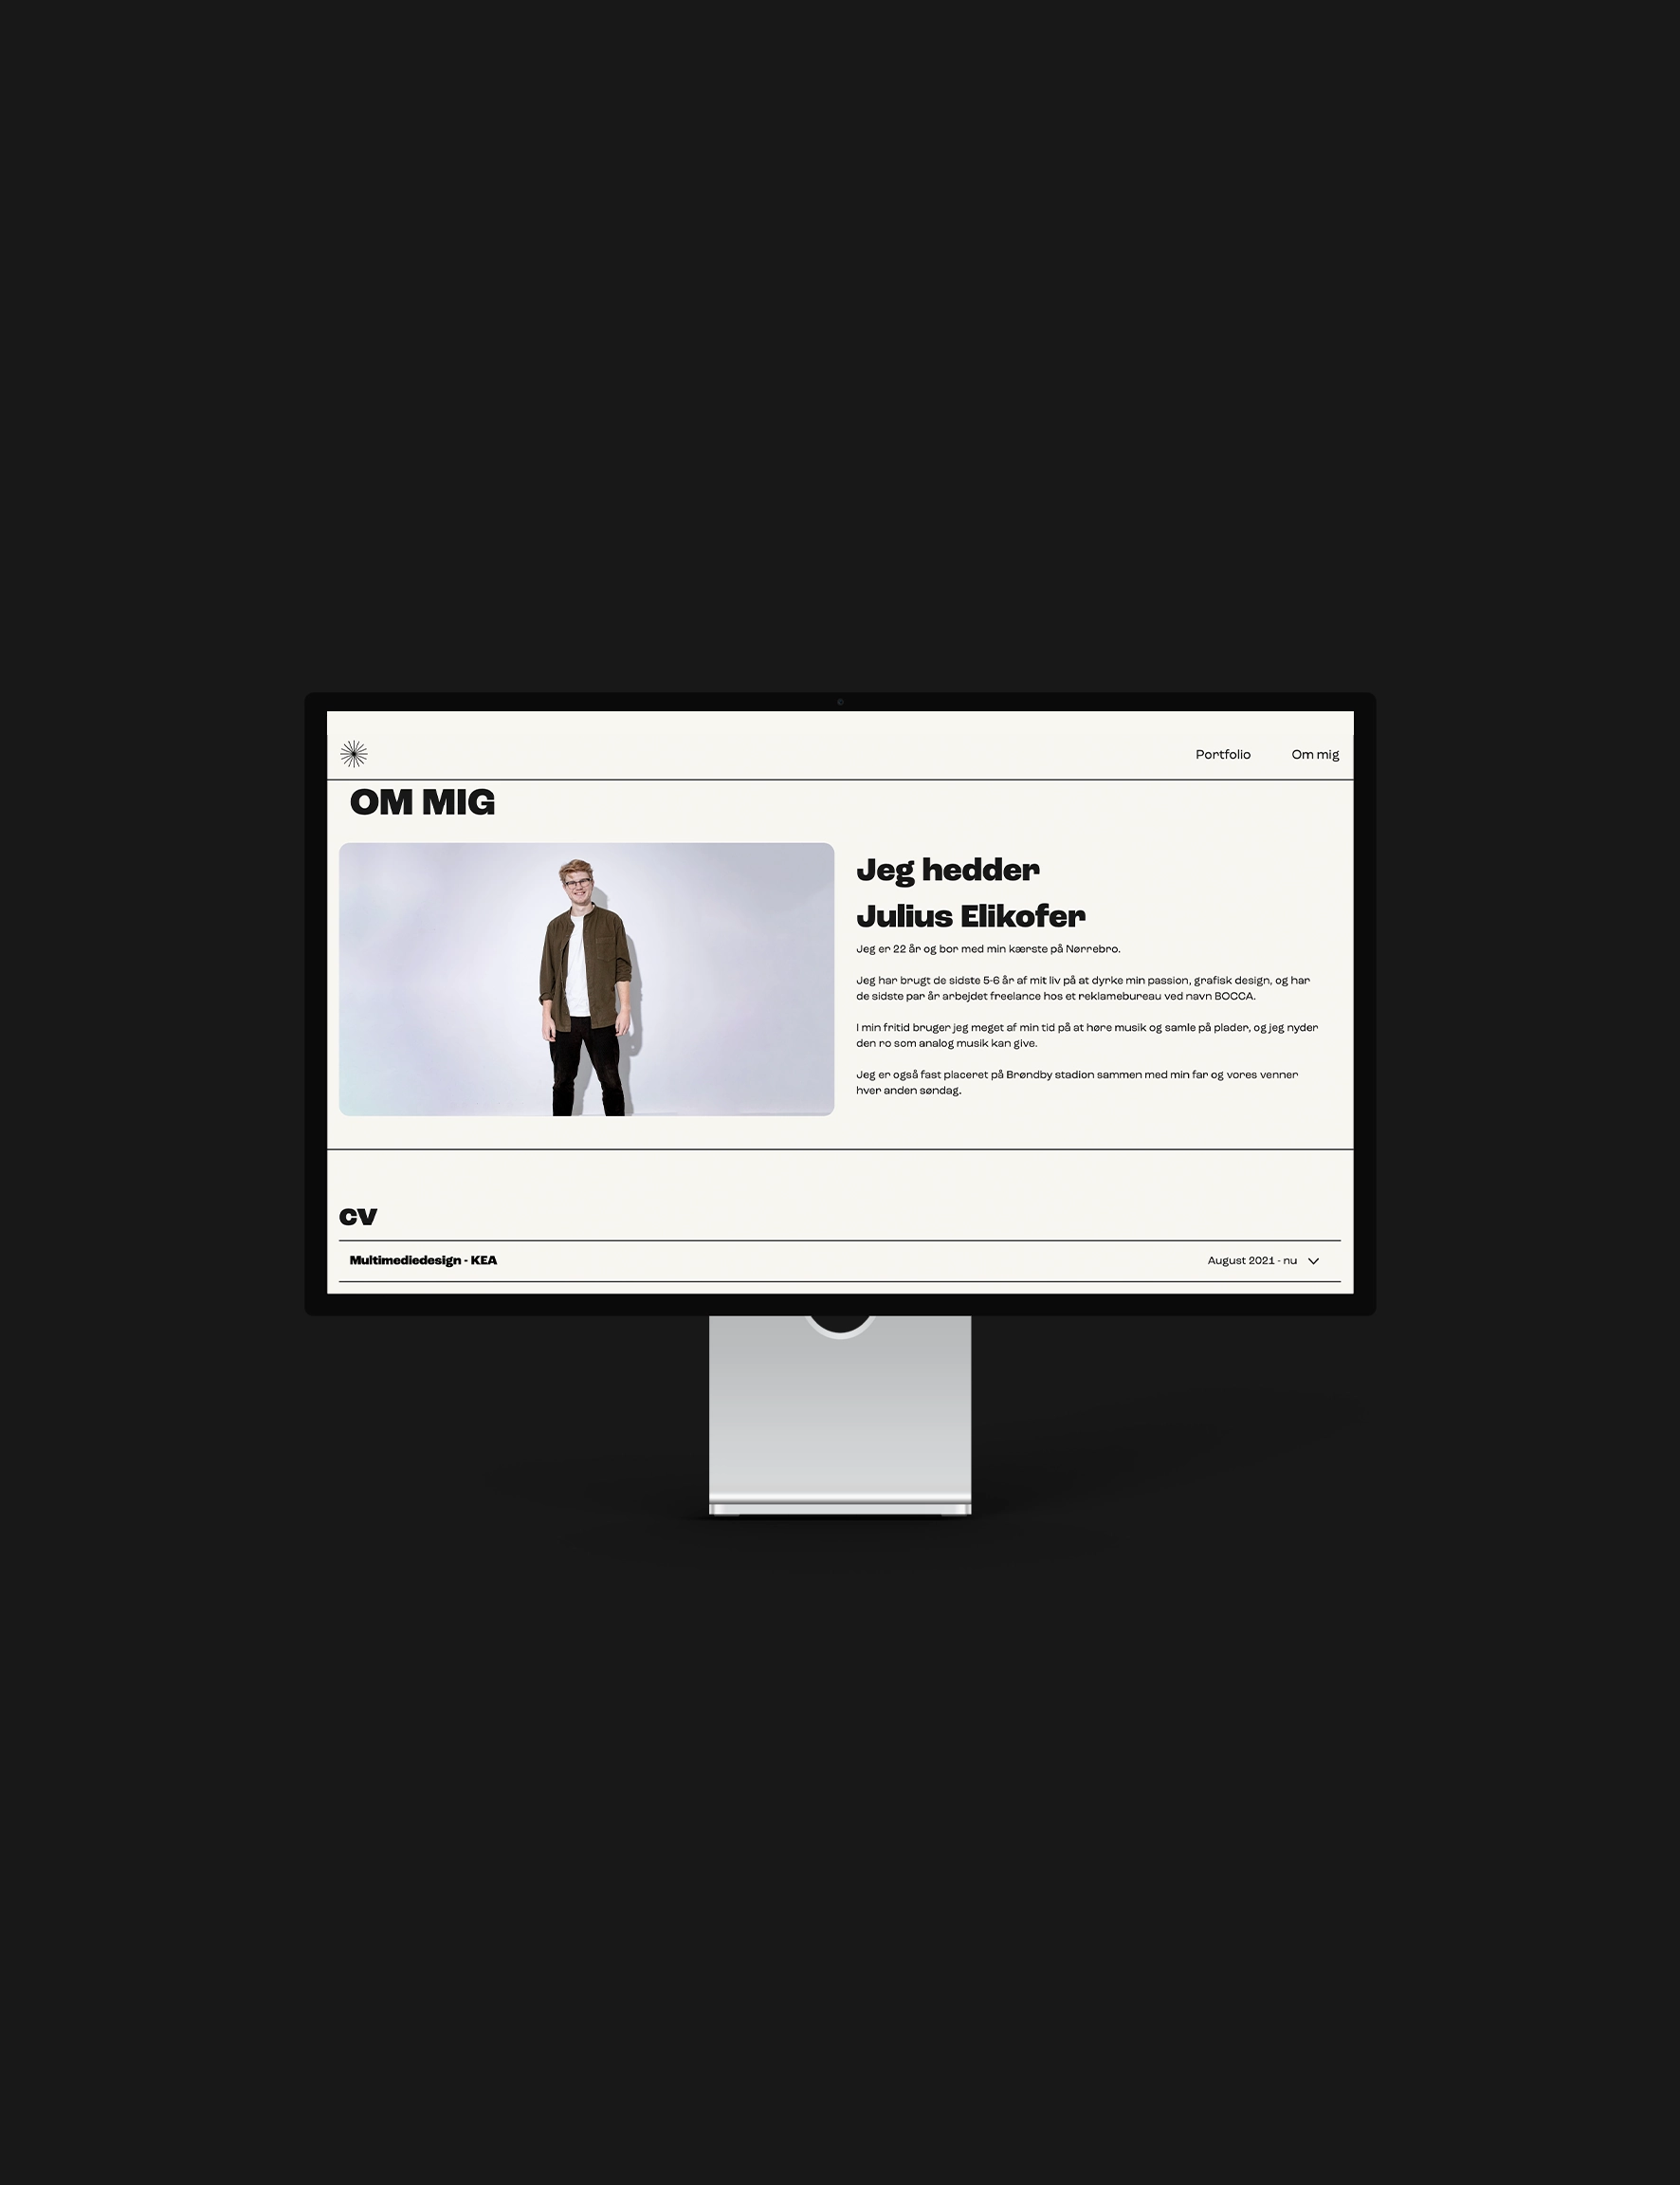 Portfolio
Om mig
OM MIG
Jeg hedder
Julius Elikofer
Jeg er 22 år og bor med min kærste på Nørrebro.
Jeg har brugt de sidste 5-6 år af mit liv på at dyrke min passion, grafisk design, og har
de sidste par år arbejdet freelance hos et reklamebureau ved navn BOCCA.
I min fritid bruger jeg meget af min tid på at høre musik og samle på plader, og jeg nyder
den ro som analog musik kan give.
Jeg er også fast placeret på Brøndby stadion sammen med min far og vores venner
hver anden søndag.
CV
Multimediedesign - KEA
August 2021 - nu